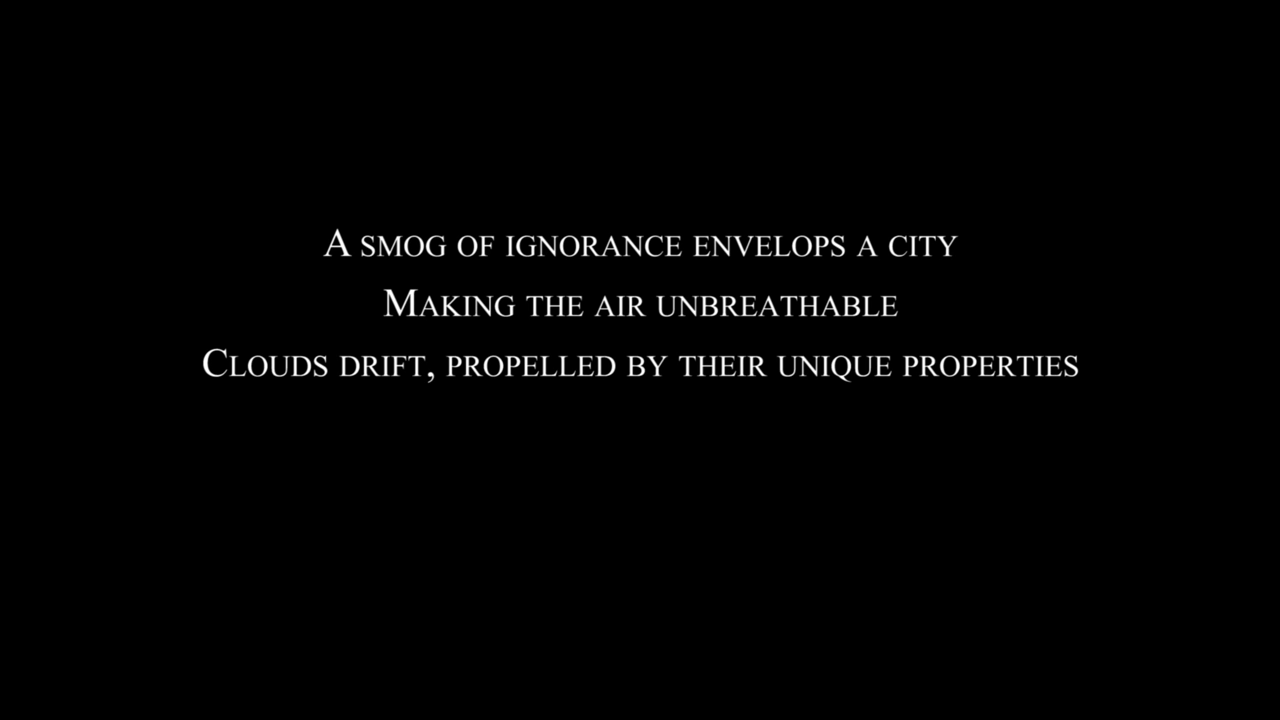 A smog of ignorance envelops a city
Making the air unbreathable
Clouds drift, propelled by their unique properties